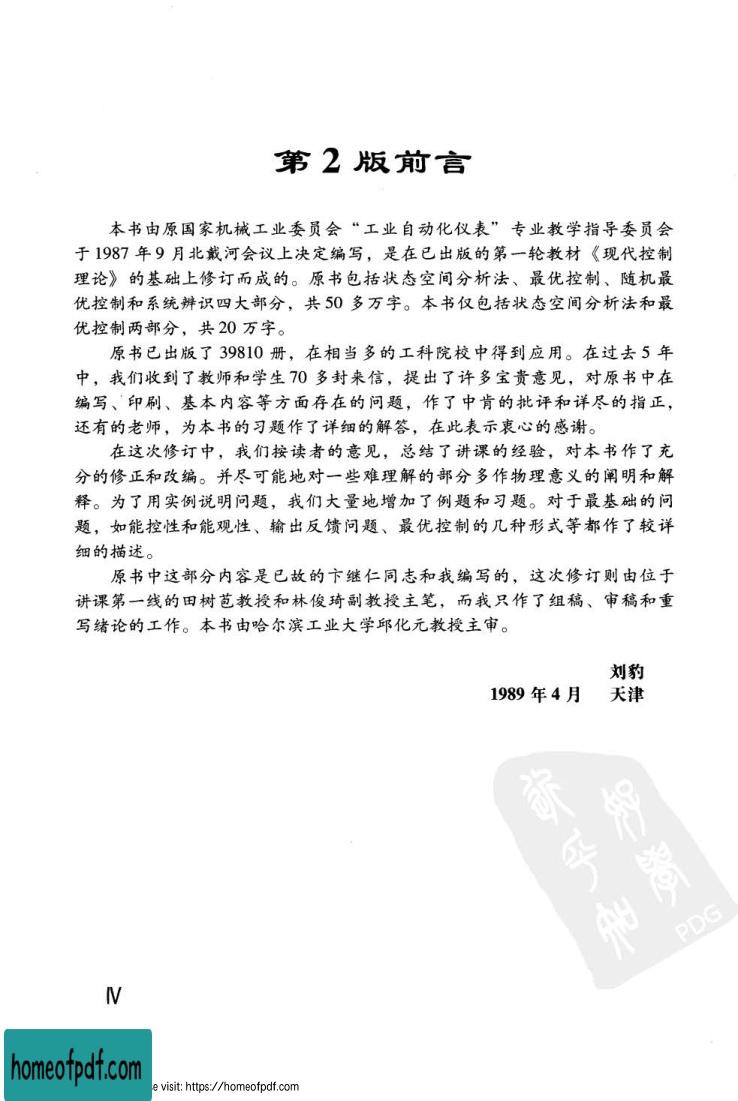 第 2 版前言
本书由原国家机械工业委员会“工业自动化仪表”专业教学指导委员会
于 1987 年 9 月北戴河会议上决定编写，是在已出版的第一轮教材《现代控制
理论》的基础上修订而成的。原书包括状态空间分析法、最优控制、随机最
优控制和系统辨识四大部分，共 50 多万字。本书仅包括状态空间分析法和最
优控制两部分，共 20 万字。
原书已出版了 39810 册，在相当多的工科院校中得到应用。在过去 5 年
中，我们收到了教师和学生 70 多封来信，提出了许多宝贵意见，对原书中在
编写、印刷、基本内容等方面存在的问题，作了中肯的批评和详尽的指正，
还有的老师，为本书的习题作了详细的解答，在此表示衷心的感谢。
在这次修订中，我们按读者的意见，总结了讲课的经验，对本书作了充
分的修正和改编。并尽可能地对一些难理解的部分多作物理意义的阐明和解
释。为了用实例说明问题，我们大量地增加了例题和习题。对于最基础的问
题，如能控性和能观性、输出反馈问题、最优控制的几种形式等都作了较详
细的描述。
原书中这部分内容是已故的卞继仁同志和我编写的，这次修订则由位于
讲课第一线的田树苞教授和林俊琦副教授主笔，而我只作了组稿、审稿和重
写绪论的工作。本书由哈尔滨工业大学邱化元教授主审。
刘豹
1989 年 4 月 天津
好学
PDG
IV
homeofpdf.com
e visit: https://homeofpdf.com